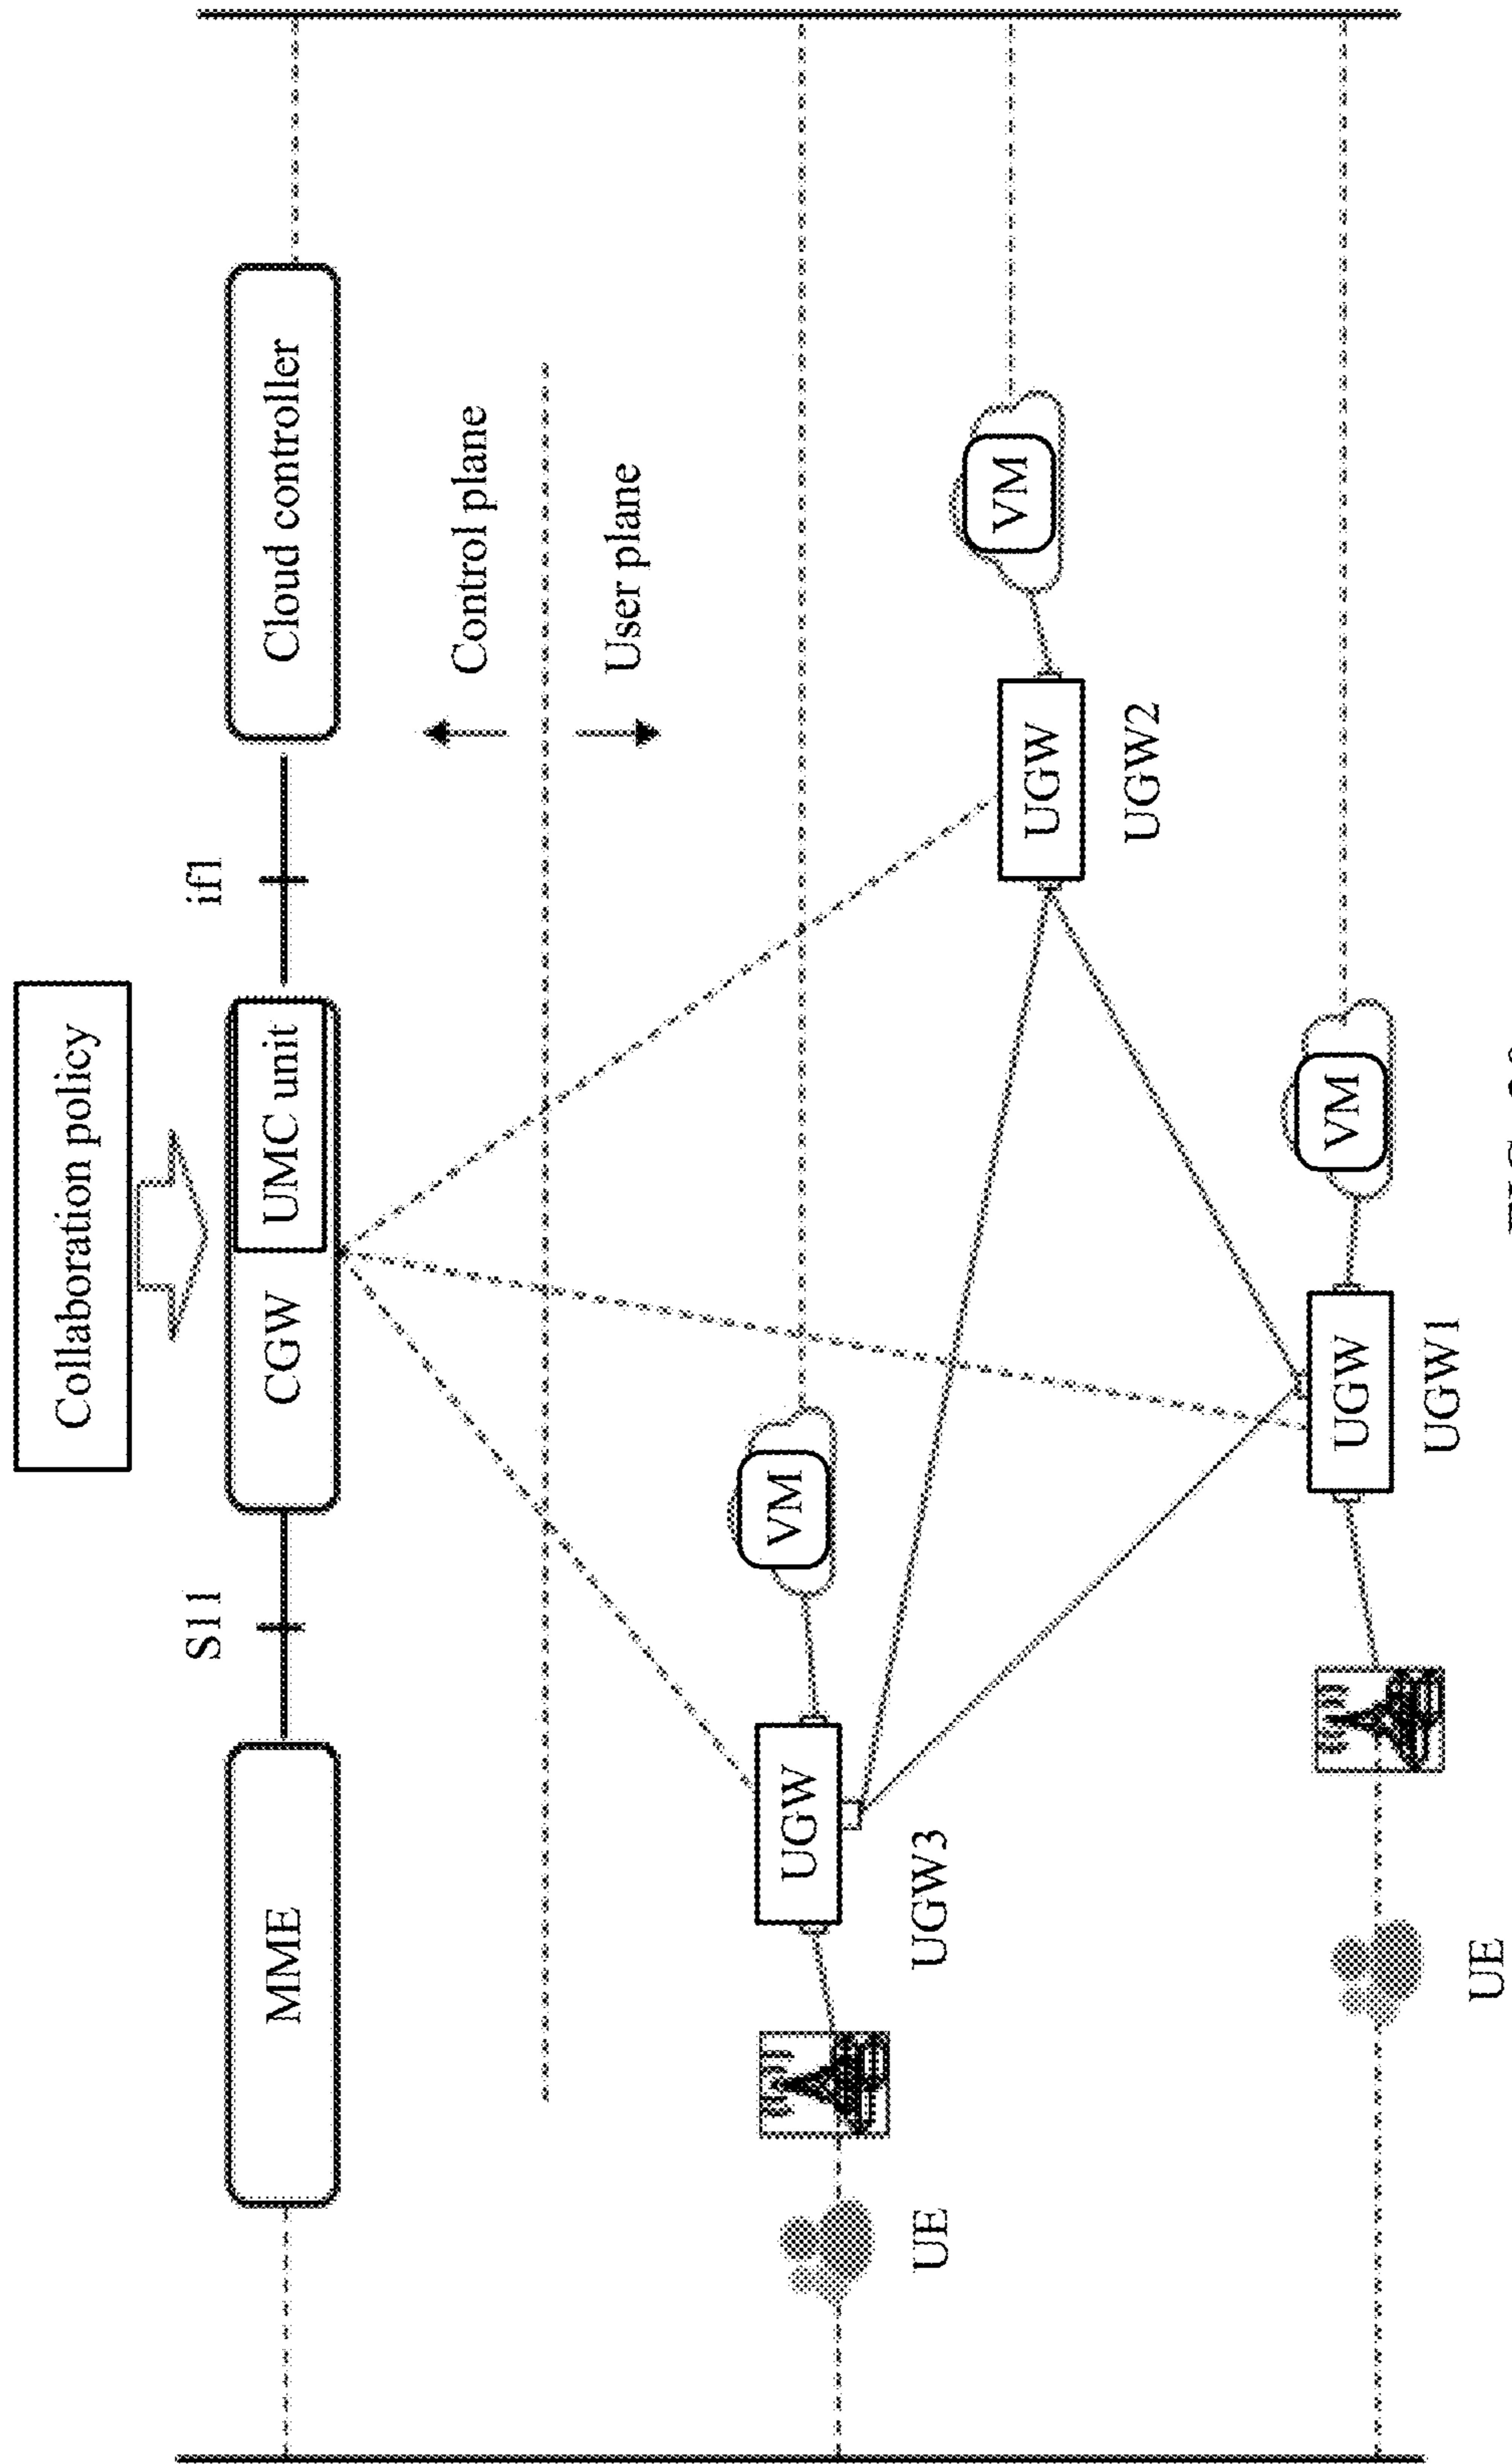 Collaboration policy
S11
if1
MME
CGW
UMC unit
Cloud controller
Control plane
User plane
VM
UGW
UGW3
UE
VM
UGW
UGW2
VM
UGW
UGW1
UE